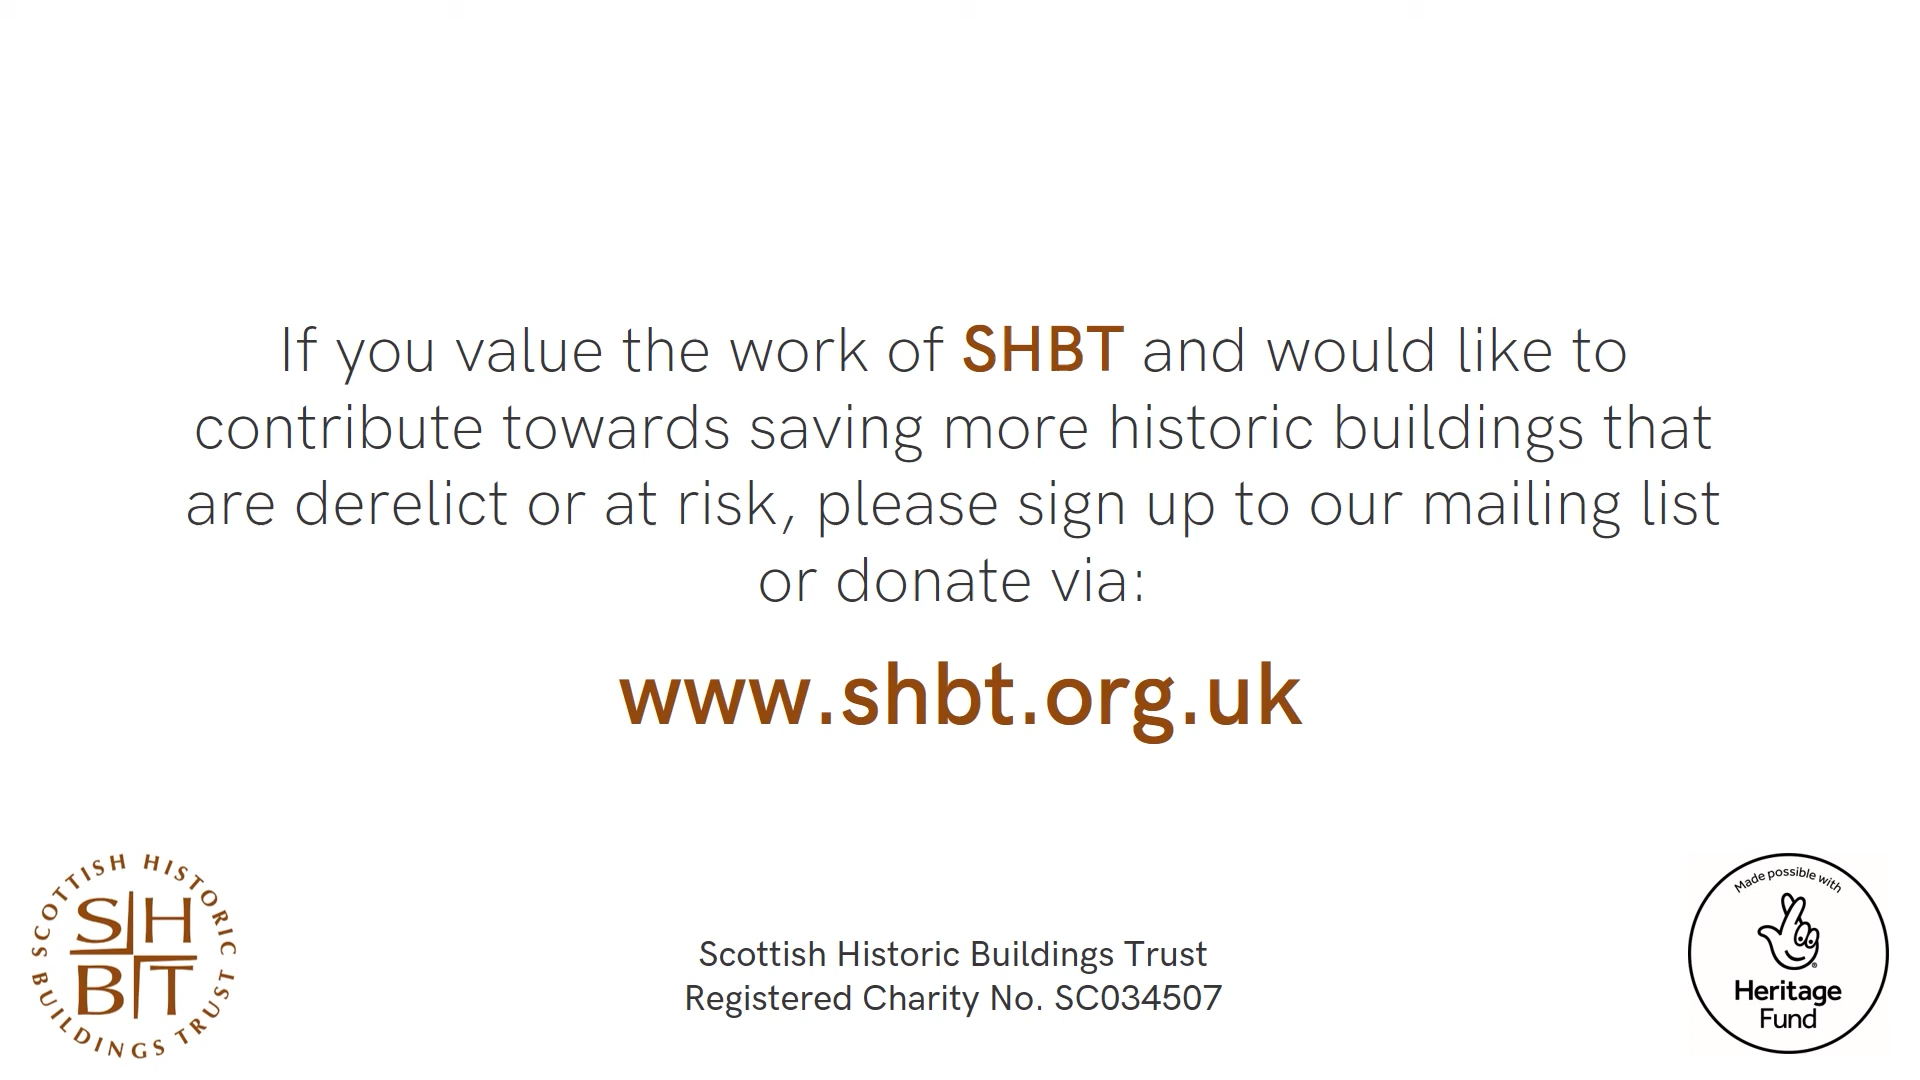 If you value the work of SHBT and would like to
contribute towards saving more historic buildings that
are derelict or at risk, please sign up to our mailing list
or donate via:
www.shbt.org.uk
SCOTTISH HISTORIC
BUILDINGS TRUST
SH
BT
Scottish Historic Buildings Trust
Registered Charity No. SC034507
Made possible with
Heritage
Fund